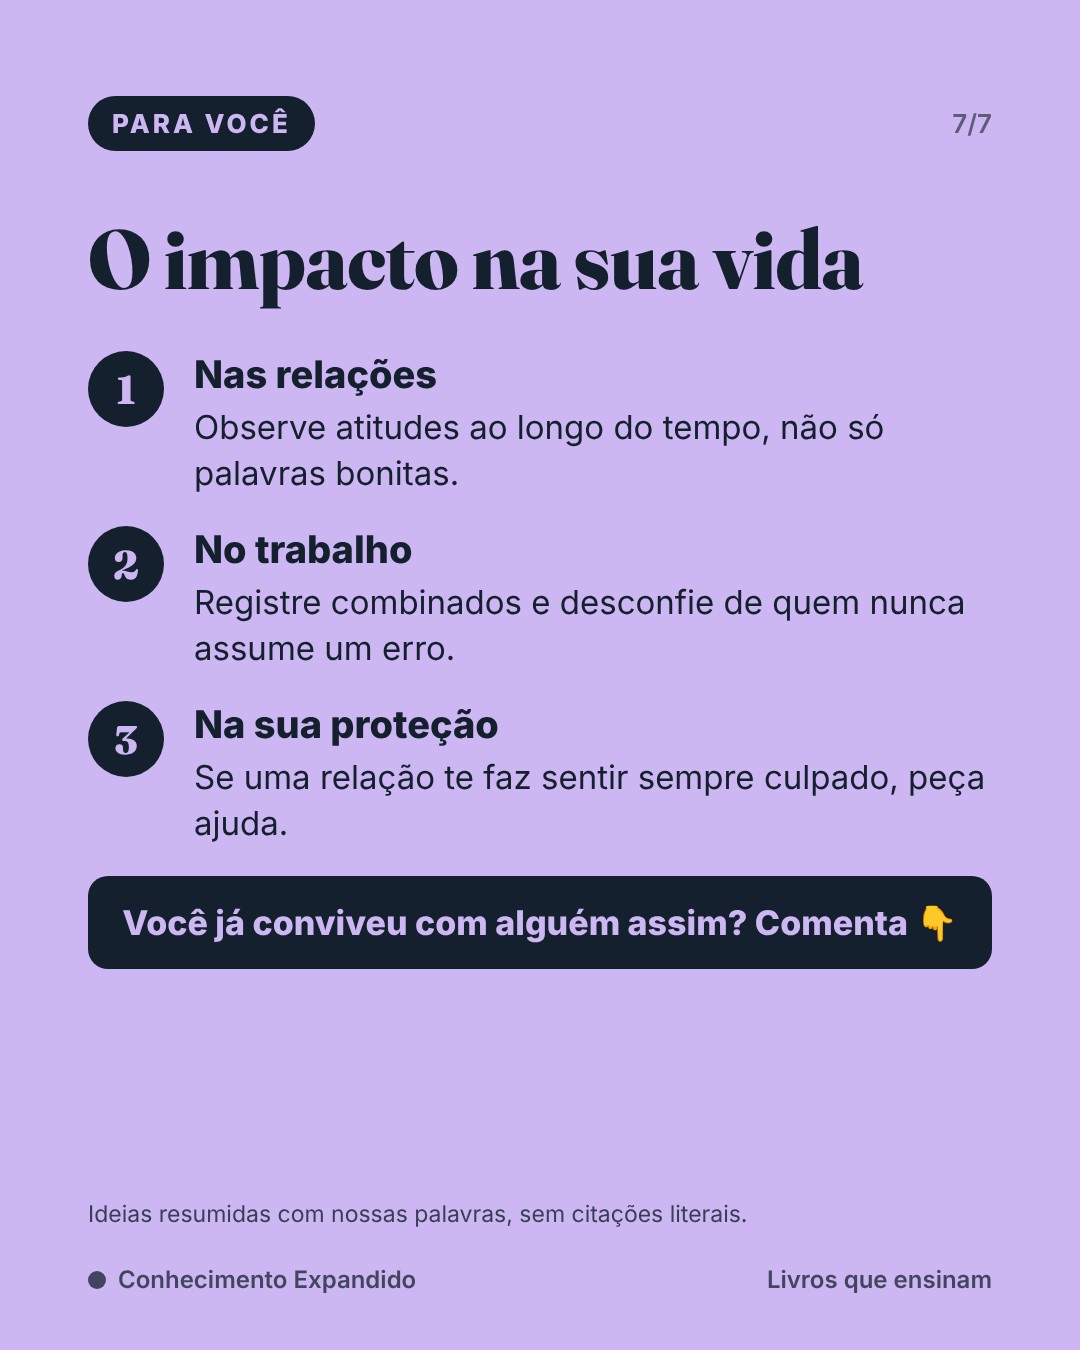 PARA VOCÊ
7/7
O impacto na sua vida
1
Nas relações
Observe atitudes ao longo do tempo, não só
palavras bonitas.
2
No trabalho
Registre combinados e desconfie de quem nunca
assume um erro.
3
Na sua proteção
Se uma relação te faz sentir sempre culpado, peça
ajuda.
Você já conviveu com alguém assim? Comenta 👇
Ideias resumidas com nossas palavras, sem citações literais.
Conhecimento Expandido
Livros que ensinam